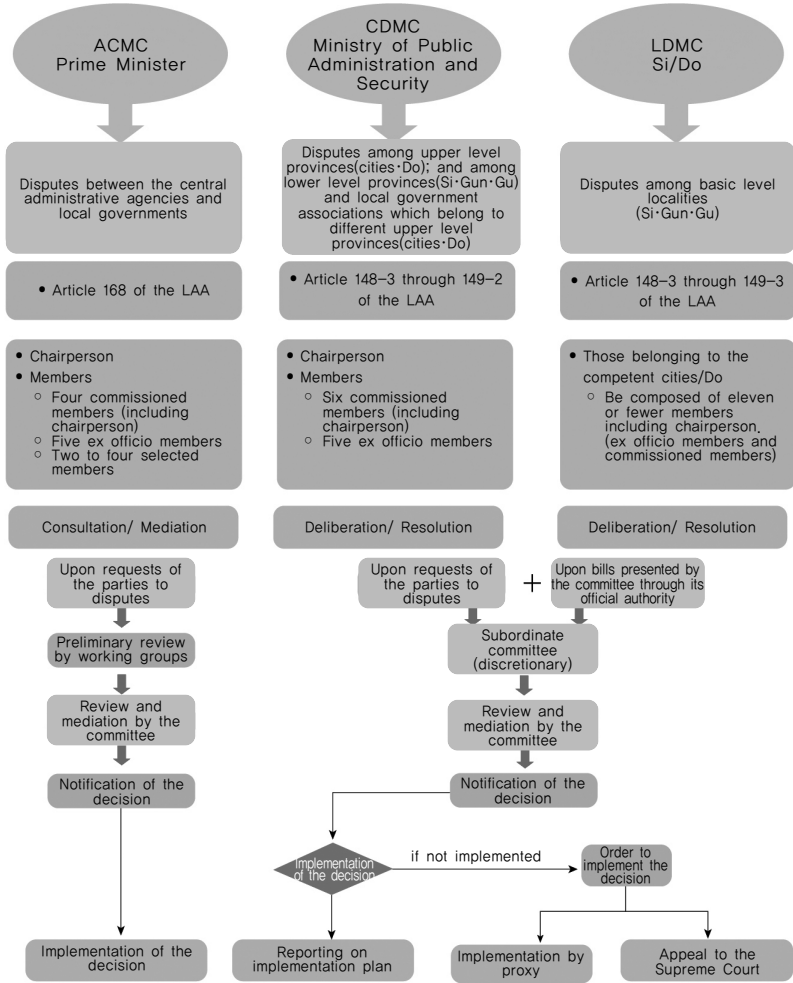 ACMC
Prime Minister
CDMC
Ministry of Public
Administration and
Security
LDMC
Si/Do
Disputes between the central
administrative agencies and
local governments
Disputes among upper level
provinces(cities·Do); and among
lower level provinces(Si·Gun·Gu)
and local government
associations which belong to
different upper level
provinces(cities·Do)
Disputes among basic level
localities
(Si·Gun·Gu)
• Article 168 of the LAA
• Article 148-3 through 149-2
of the LAA
• Article 148-3 through 149-3
of the LAA
• Chairperson
• Members
○ Four commissioned
members (including
chairperson)
○ Five ex officio members
○ Two to four selected
members
• Chairperson
• Members
○ Six commissioned
members (including
chairperson)
○ Five ex officio members
• Those belonging to the
competent cities/Do
○ Be composed of eleven
or fewer members
including chairperson.
(ex officio members and
commissioned members)
Consultation/ Mediation
Deliberation/ Resolution
Deliberation/ Resolution
Upon requests of
the parties to
disputes
Preliminary review
by working groups
Review and
mediation by the
committee
Notification of the
decision
Implementation of the
decision
Upon requests of
the parties to
disputes
+
Upon bills presented by
the committee through its
official authority
Subordinate
committee
(discretionary)
Review and
mediation by the
committee
Notification of the
decision
Implementation
of the decision
if not implemented
Order to
implement the
decision
Reporting on
implementation plan
Implementation by
proxy
Appeal to the
Supreme Court